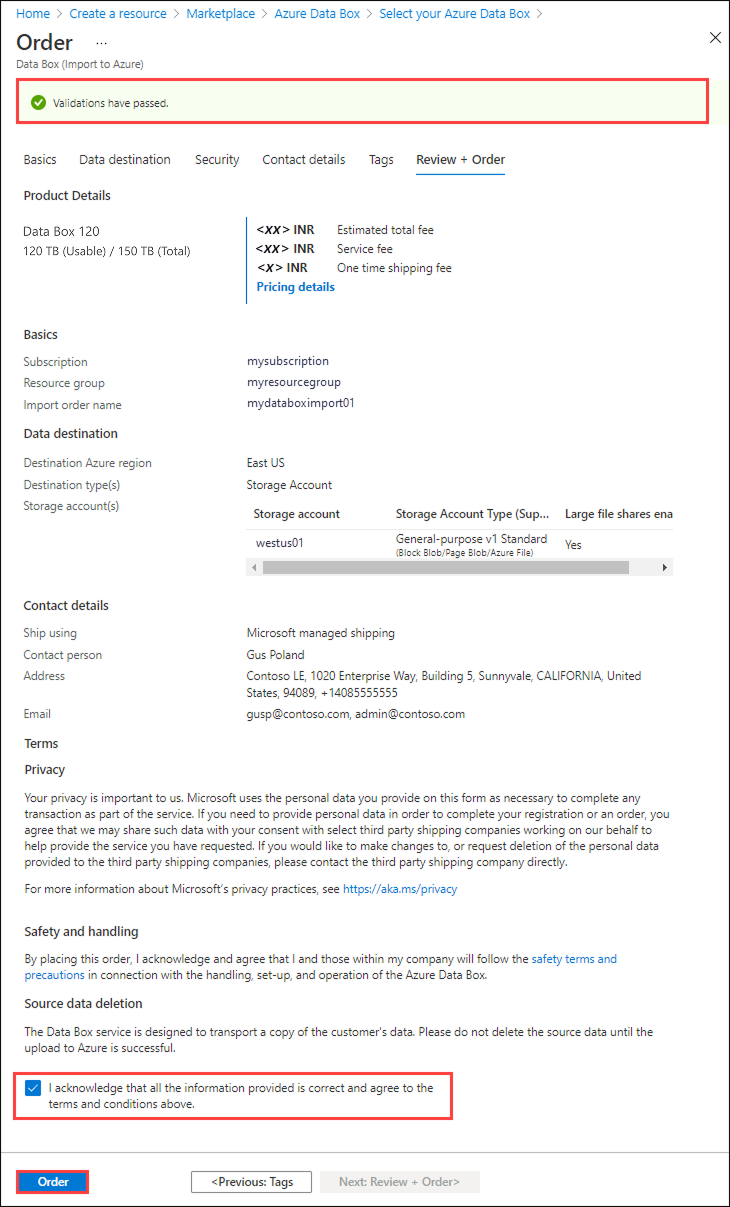 Home > Create a resource > Marketplace > Azure Data Box > Select your Azure Data Box >
Order ...
Data Box (Import to Azure)
Validations have passed.
Basics Data destination Security Contact details Tags Review + Order
Product Details
Data Box 120
120 TB (Usable) / 150 TB (Total)
<XX> INR Estimated total fee
<XX> INR Service fee
<X> INR One time shipping fee
Pricing details
Basics
Subscription mysubscription
Resource group myresourcegroup
Import order name mydataboximport01
Data destination
Destination Azure region East US
Destination type(s) Storage Account
Storage account(s)
Storage account Storage Account Type (Sup... Large file shares ena
westus01 General-purpose v1 Standard Yes
(Block Blob/Page Blob/Azure File)
Contact details
Ship using Microsoft managed shipping
Contact person Gus Poland
Address Contoso LE, 1020 Enterprise Way, Building 5, Sunnyvale, CALIFORNIA, United
States, 94089, +14085555555
Email gusp@contoso.com, admin@contoso.com
Terms
Privacy
Your privacy is important to us. Microsoft uses the personal data you provide on this form as necessary to complete any
transaction as part of the service. If you need to provide personal data in order to complete your registration or an order, you
agree that we may share such data with your consent with select third party shipping companies working on our behalf to
help provide the service you have requested. If you would like to make changes to, or request deletion of the personal data
provided to the third party shipping companies, please contact the third party shipping company directly.
For more information about Microsoft's privacy practices, see https://aka.ms/privacy
Safety and handling
By placing this order, I acknowledge and agree that I and those within my company will follow the safety terms and
precautions in connection with the handling, set-up, and operation of the Azure Data Box.
Source data deletion
The Data Box service is designed to transport a copy of the customer's data. Please do not delete the source data until the
upload to Azure is successful.
I acknowledge that all the information provided is correct and agree to the
terms and conditions above.
Order <Previous: Tags Next: Review + Order>